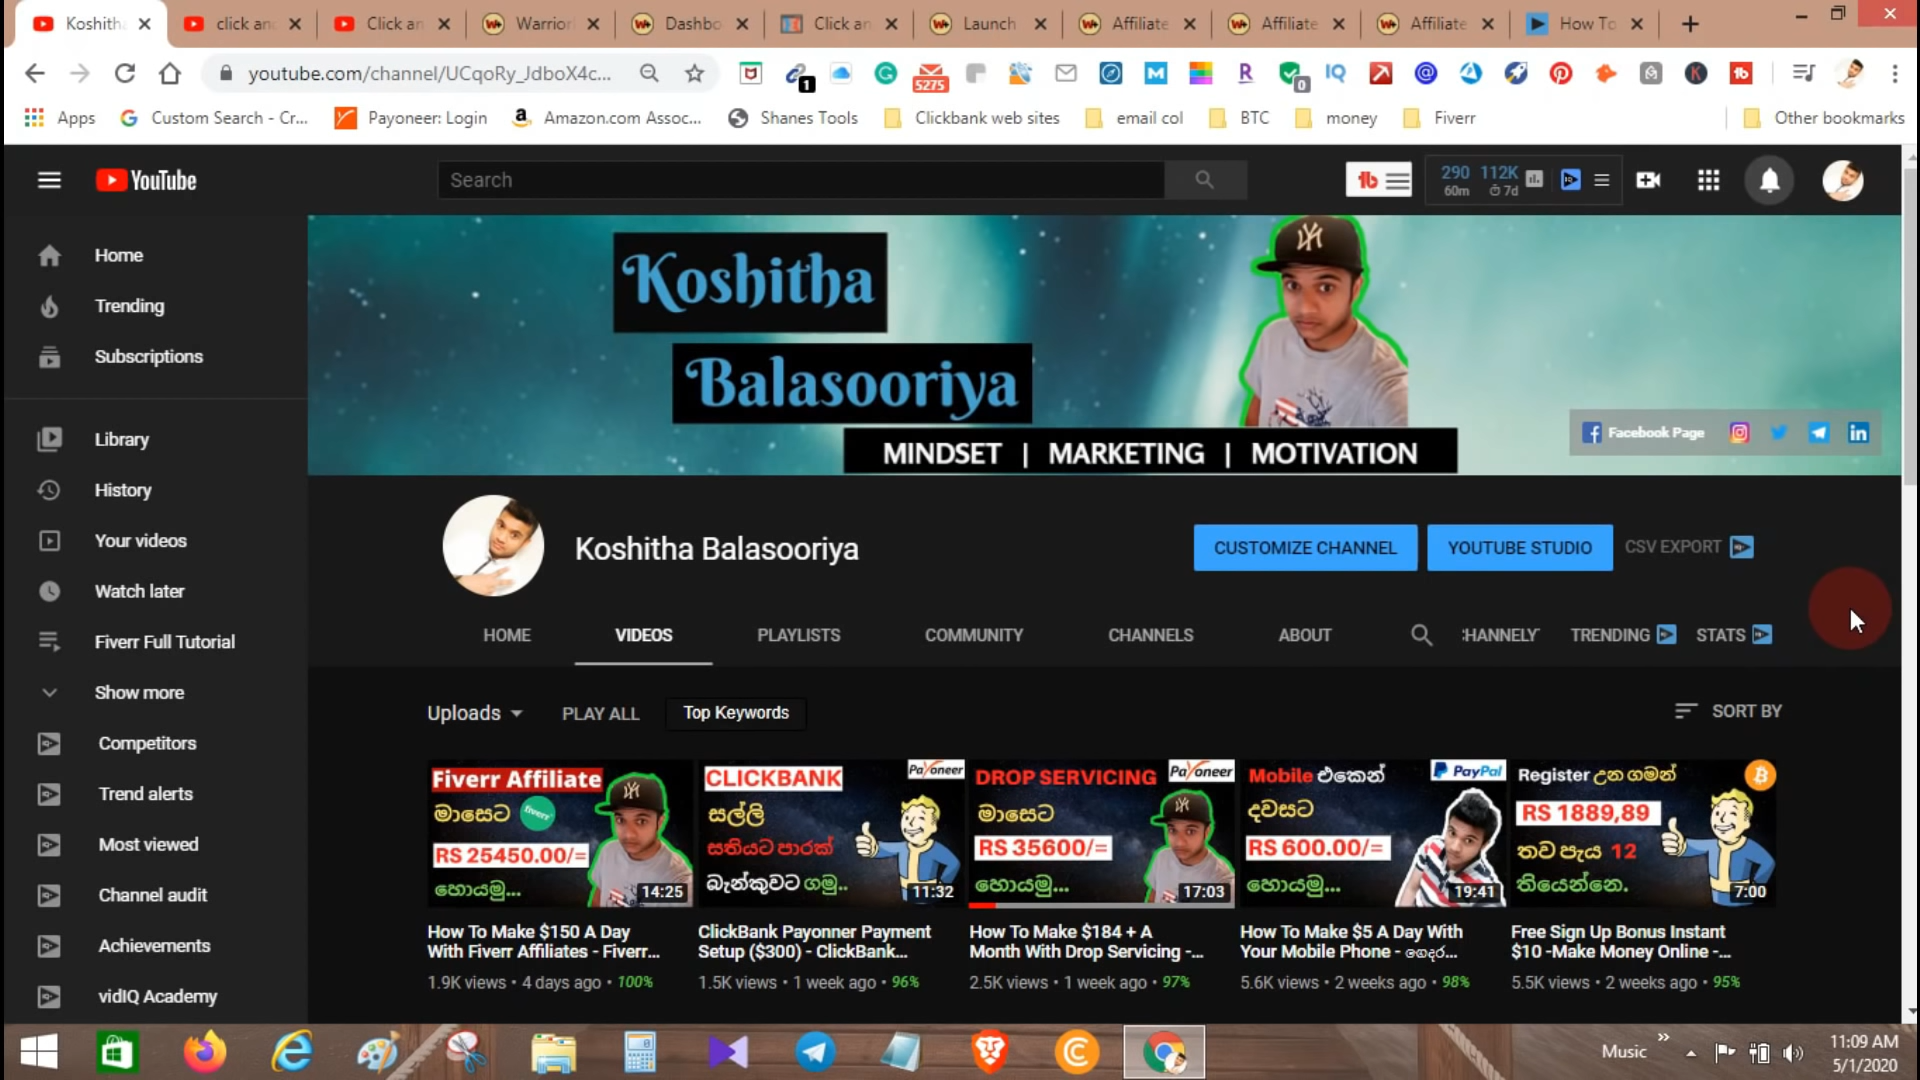 Koshitha
click an
Click an
Warrior
Dashbo
Click an
Launch
Affiliate
Affiliate
Affiliate
How To
youtube.com/channel/UCqoRy_JdboX4c...
5275
1
0
Apps
Custom Search - Cr...
Payoneer: Login
Amazon.com Assoc...
Shanes Tools
Clickbank web sites
email col
BTC
money
Fiverr
Other bookmarks
YouTube
Search
290 112K
60m 7d
Koshitha
Balasooriya
MINDSET | MARKETING | MOTIVATION
Facebook Page
Home
Trending
Subscriptions
Library
History
Your videos
Watch later
Fiverr Full Tutorial
Show more
Competitors
Trend alerts
Most viewed
Channel audit
Achievements
vidIQ Academy
Koshitha Balasooriya
CUSTOMIZE CHANNEL
YOUTUBE STUDIO
CSV EXPORT
HOME
VIDEOS
PLAYLISTS
COMMUNITY
CHANNELS
ABOUT
:HANNELY
TRENDING
STATS
Uploads
PLAY ALL
Top Keywords
SORT BY
Fiverr Affiliate
මාසෙට
fiverr
RS 25450.00/=
හොයමු...
14:25
How To Make $150 A Day
With Fiverr Affiliates - Fiverr...
1.9K views • 4 days ago • 100%
CLICKBANK
Payoneer
සල්ලි
සතියට පාරක්
බැන්කුවට ගමු..
11:32
ClickBank Payonner Payment
Setup ($300) - ClickBank...
1.5K views • 1 week ago • 96%
DROP SERVICING
Payoneer
මාසෙට
RS 35600/=
හොයමු...
17:03
How To Make $184 + A
Month With Drop Servicing -...
2.5K views • 1 week ago • 97%
Mobile එකෙන්
PayPal
දවසට
RS 600.00/=
හොයමු...
19:41
How To Make $5 A Day With
Your Mobile Phone - ගෙදර...
5.6K views • 2 weeks ago • 98%
Register උන ගමන්
RS 1889,89
තව පැය 12
තියෙන්නෙ.
7:00
Free Sign Up Bonus Instant
$10 -Make Money Online -...
5.5K views • 2 weeks ago • 95%
Music
11:09 AM
5/1/2020